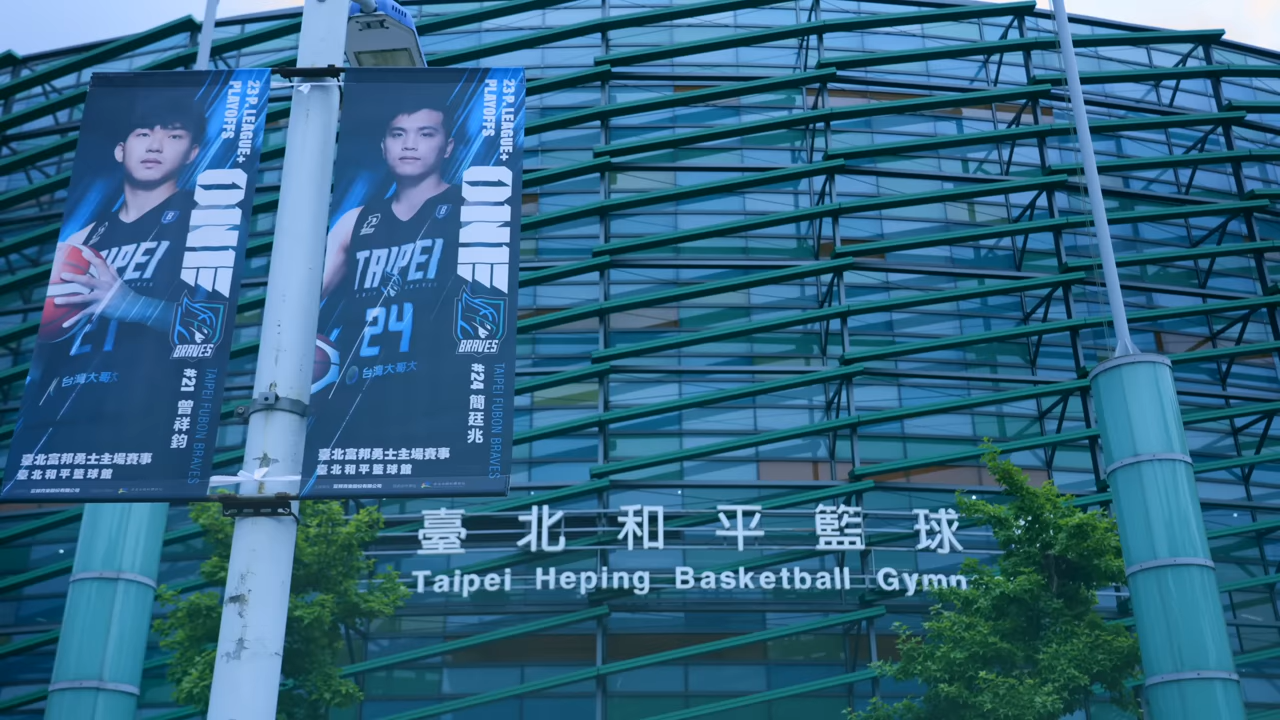 23 P. LEAGUE+
PLAYOFFS
ONE
TAIPEI
21
台灣大哥大
BRAVES
#21 曾祥鈞
TAIPEI FUBON BRAVES
臺北富邦勇士主場賽事
臺北和平籃球館
23 P. LEAGUE+
PLAYOFFS
ONE
TAIPEI
24
台灣大哥大
BRAVES
#24 簡廷兆
TAIPEI FUBON BRAVES
臺北富邦勇士主場賽事
臺北和平籃球館
臺北和平籃球
Taipei Heping Basketball Gymn